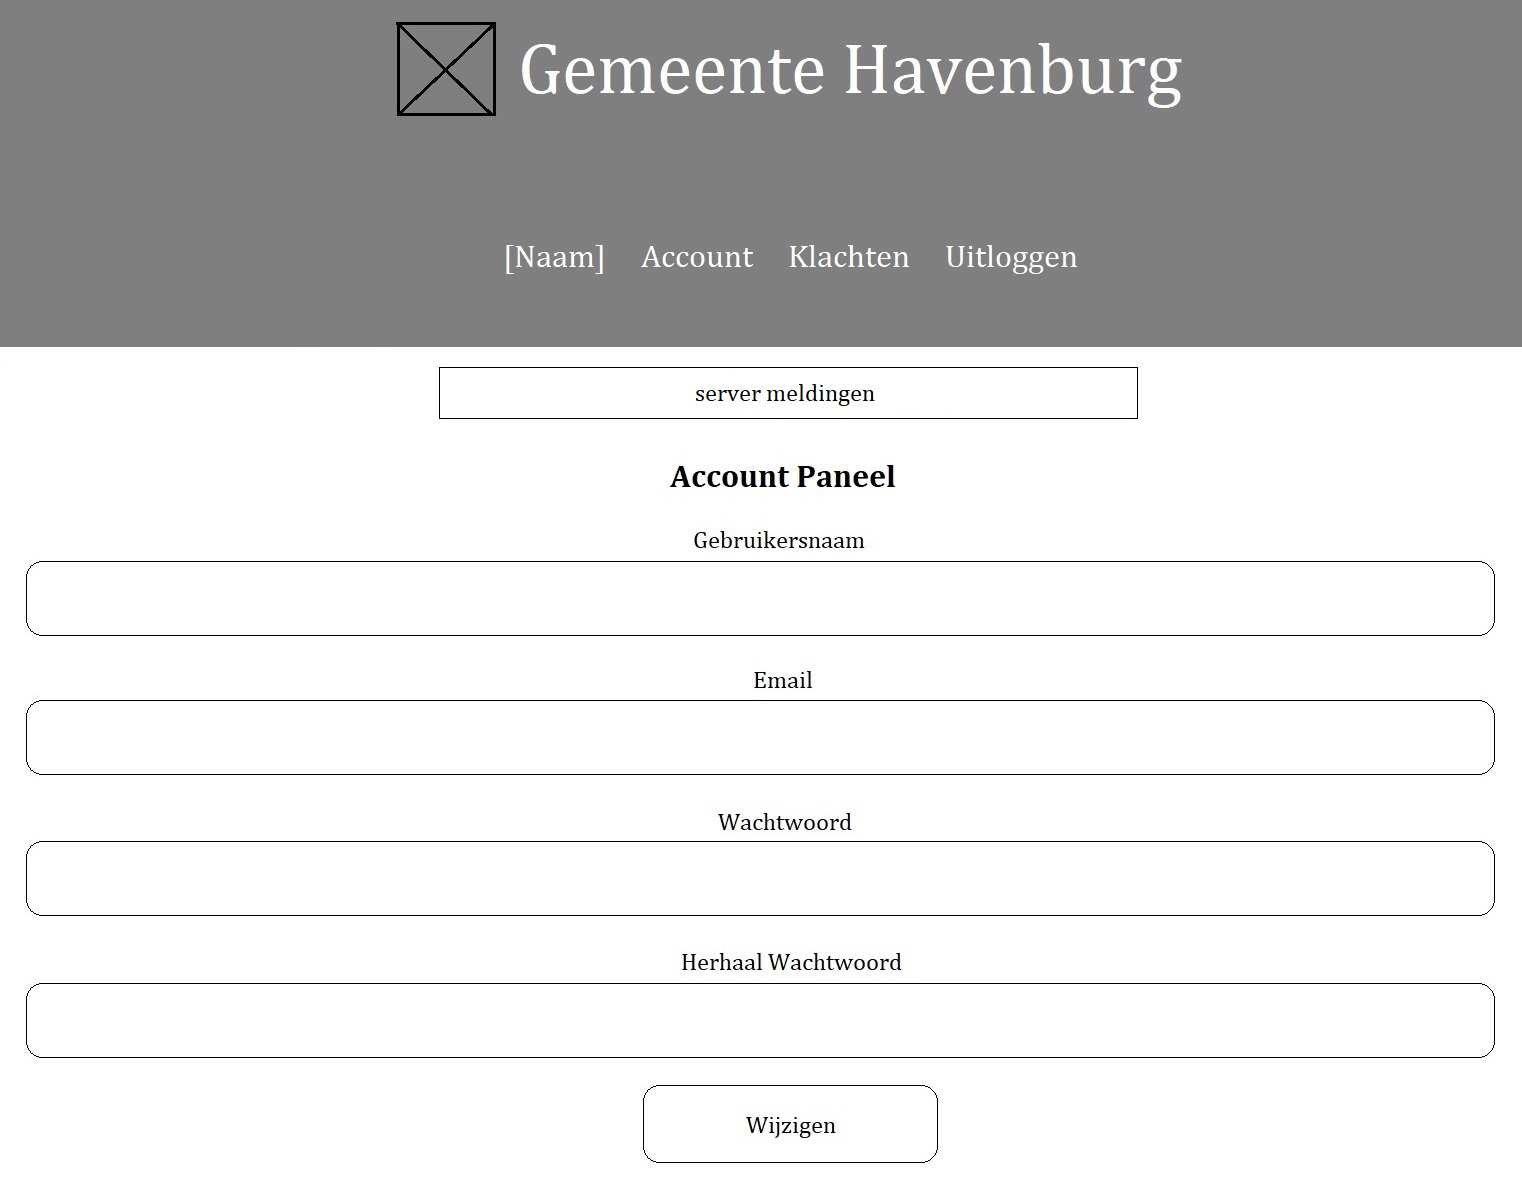 Gemeente Havenburg
[Naam] Account Klachten Uitloggen
server meldingen
Account Paneel
Gebruikersnaam
Email
Wachtwoord
Herhaal Wachtwoord
Wijzigen